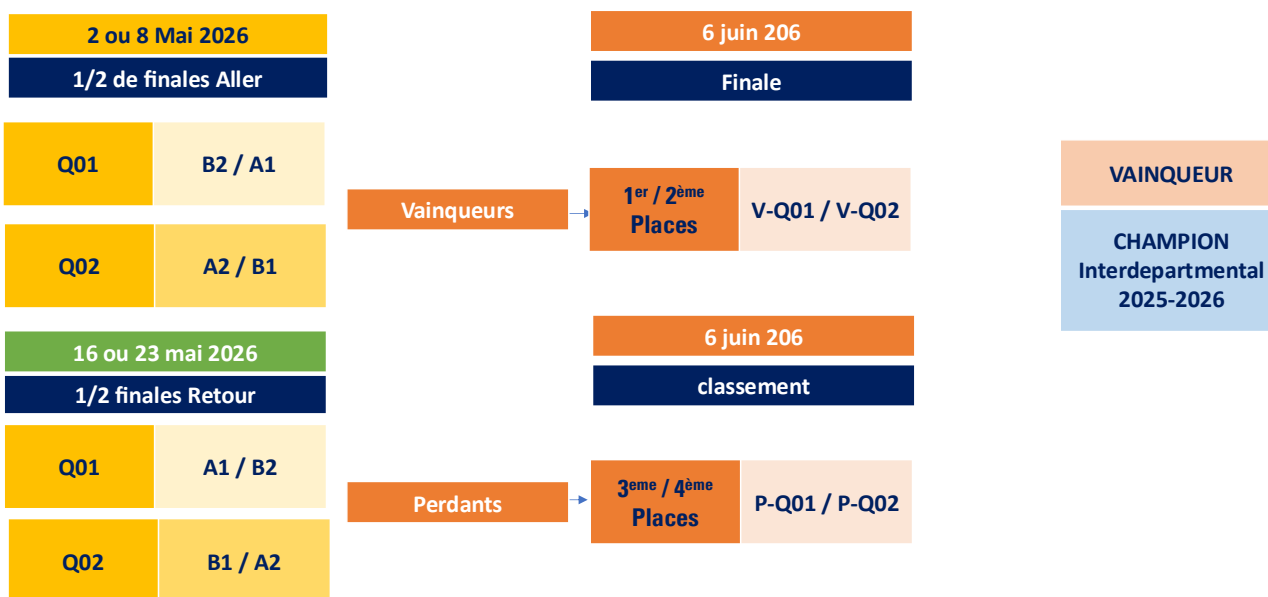 2 ou 8 Mai 2026
1/2 de finales Aller
Q01
B2 / A1
Q02
A2 / B1
16 ou 23 mai 2026
1/2 finales Retour
Q01
A1 / B2
Q02
B1 / A2
Vainqueurs
Perdants
6 juin 206
Finale
1er / 2ème
Places
V-Q01 / V-Q02
6 juin 206
classement
3eme / 4ème
Places
P-Q01 / P-Q02
VAINQUEUR
CHAMPION
Interdepartmental
2025-2026